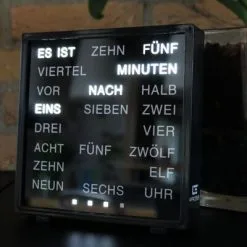 ES IST ZEHN FÜNF
VIERTEL MINUTEN
VOR NACH HALB
EINS SIEBEN ZWEI
DREI VIER
ACHT FÜNF ZWÖLF
ZEHN ELF
NEUN SECHS UHR